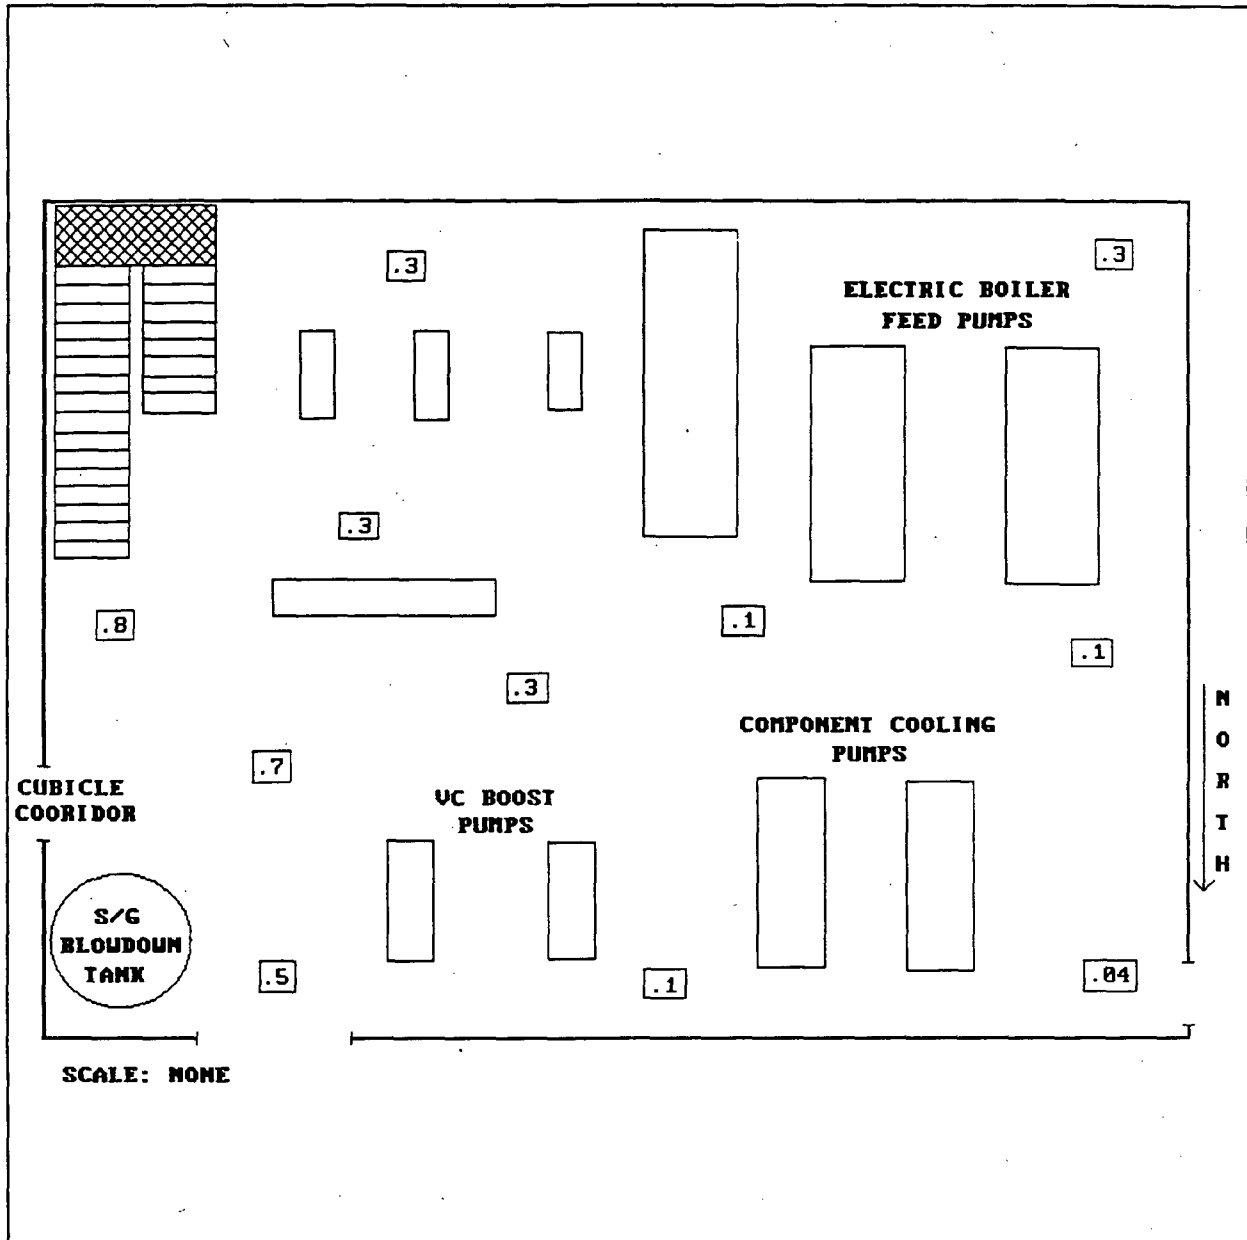 .3
.3
ELECTRIC BOILER
FEED PUMPS
.3
.8
.1
.1
.3
COMPONENT COOLING
PUMPS
.7
CUBICLE
COORIDOR
VC BOOST
PUMPS
NORTH
S/G
BLOWDOWN
TANK
.5
.1
.04
SCALE: NONE